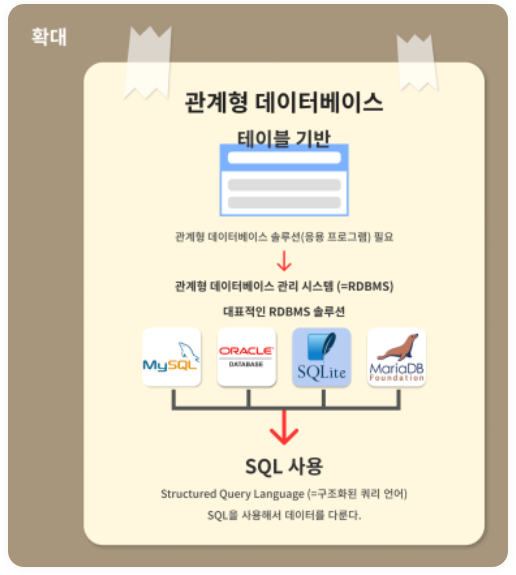 확대
관계형 데이터베이스
테이블 기반
관계형 데이터베이스 솔루션(응용 프로그램) 필요
관계형 데이터베이스 관리 시스템 (=RDBMS)
대표적인 RDBMS 솔루션
MySQL
ORACLE
DATABASE
SQLite
MariaDB
Foundation
SQL 사용
Structured Query Language (=구조화된 쿼리 언어)
SQL을 사용해서 데이터를 다룬다.